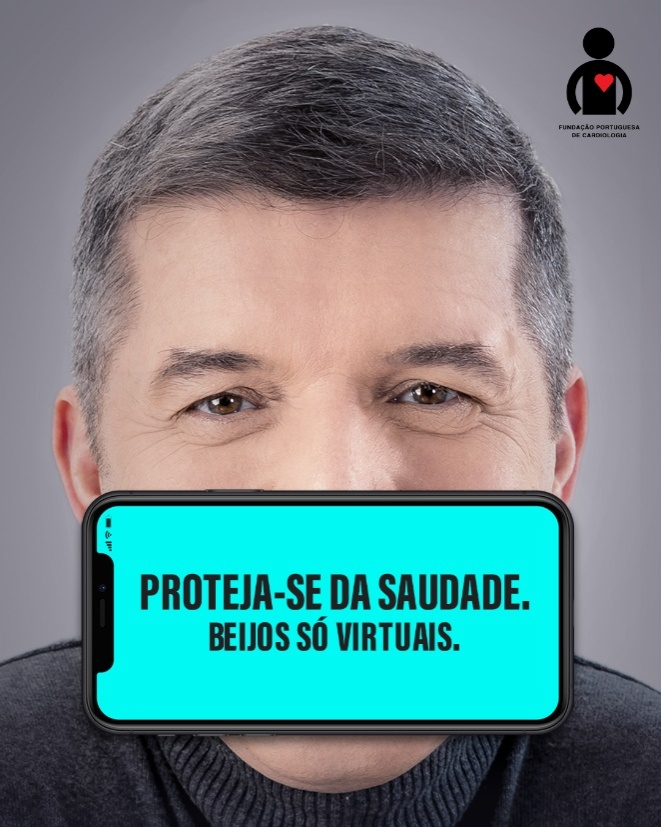 FUNDAÇÃO PORTUGUESA
DE CARDIOLOGIA
PROTEJA-SE DA SAUDADE.
BEIJOS SÓ VIRTUAIS.